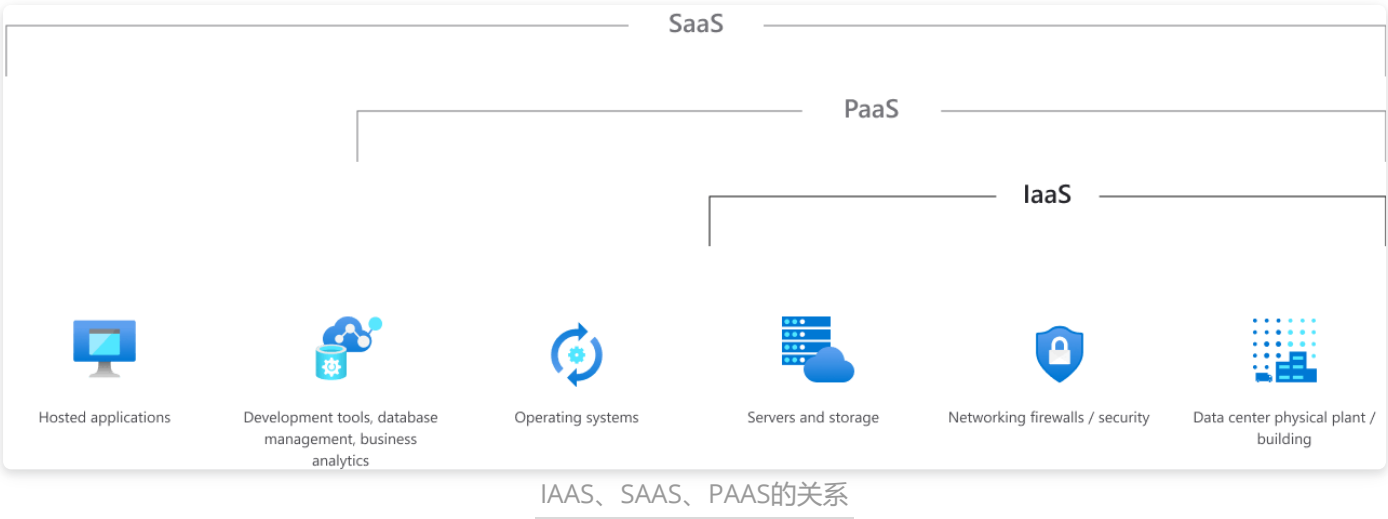 SaaS
PaaS
IaaS
Hosted applications
Development tools, database
management, business
analytics
Operating systems
Servers and storage
Networking firewalls / security
Data center physical plant /
building
IAAS、SAAS、PAAS的关系